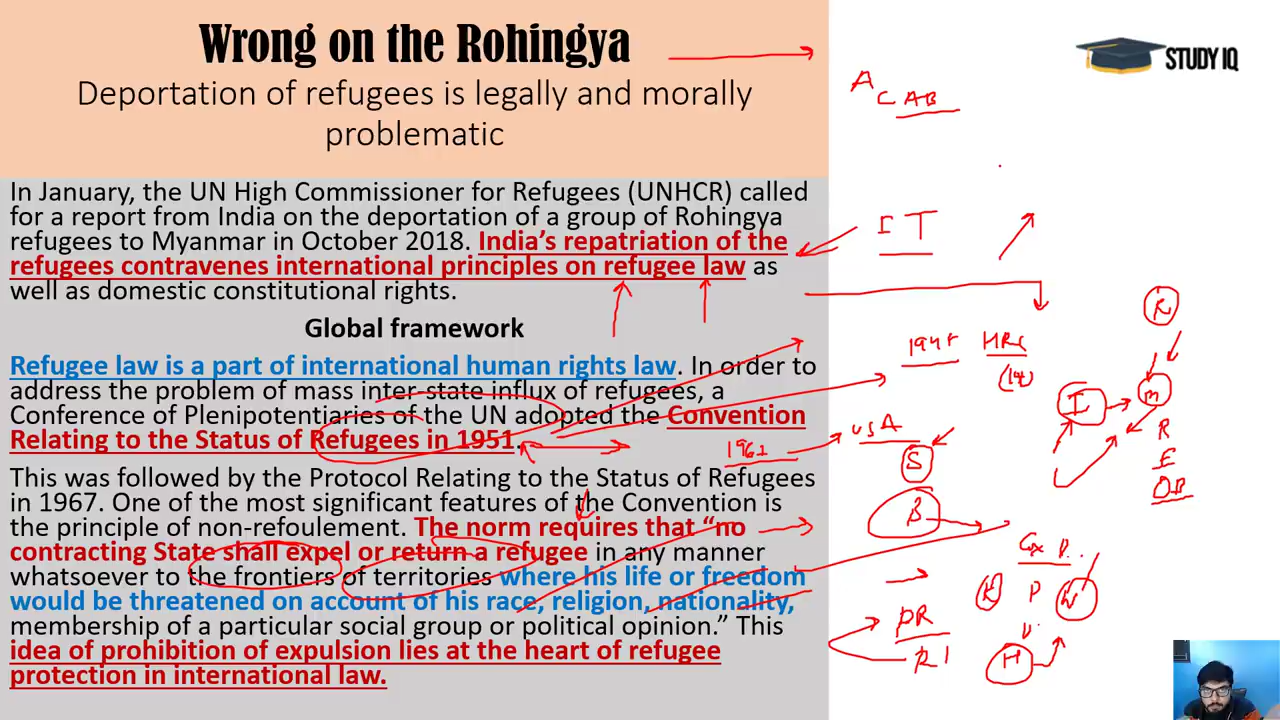 Wrong on the Rohingya
Deportation of refugees is legally and morally
problematic
STUDY IQ
In January, the UN High Commissioner for Refugees (UNHCR) called
for a report from India on the deportation of a group of Rohingya
refugees to Myanmar in October 2018. India's repatriation of the
refugees contravenes international principles on refugee law as
well as domestic constitutional rights.
Global framework
Refugee law is a part of international human rights law. In order to
address the problem of mass inter-state influx of refugees, a
Conference of Plenipotentiaries of the UN adopted the Convention
Relating to the Status of Refugees in 1951.
This was followed by the Protocol Relating to the Status of Refugees
in 1967. One of the most significant features of the Convention is
the principle of non-refoulement. The norm requires that “no
contracting State shall expel or return a refugee in any manner
whatsoever to the frontiers of territories where his life or freedom
would be threatened on account of his race, religion, nationality,
membership of a particular social group or political opinion.” This
idea of prohibition of expulsion lies at the heart of refugee
protection in international law.
A
CAB
IT
R
M
I
R
E
USA
S
B
P
PR
H